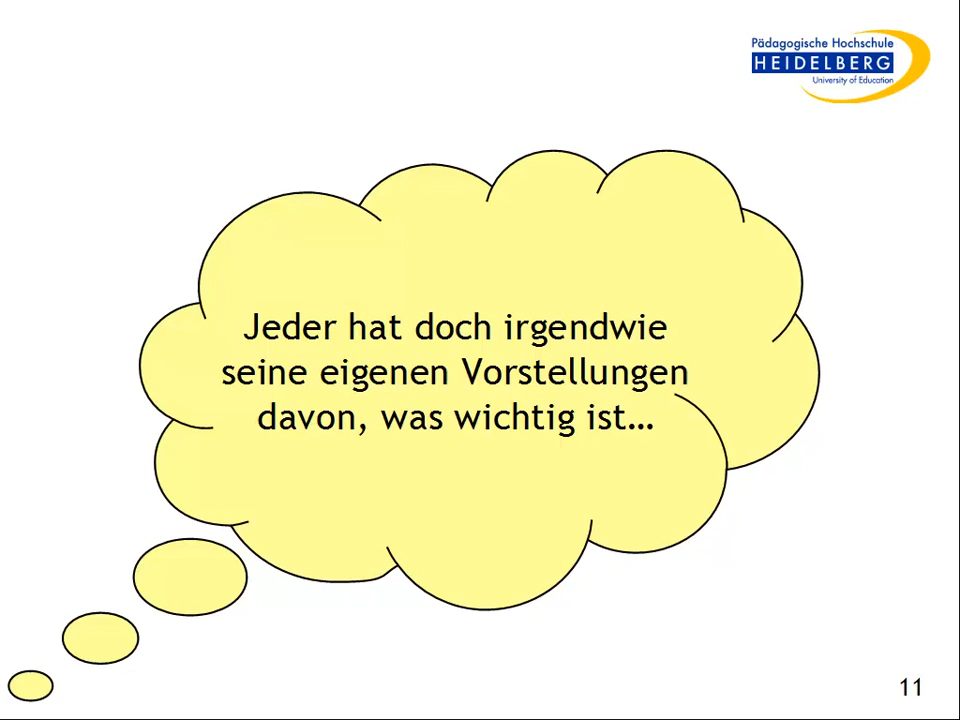 Pädagogische Hochschule
HEIDELBERG
University of Education
Jeder hat doch irgendwie
seine eigenen Vorstellungen
davon, was wichtig ist…
11